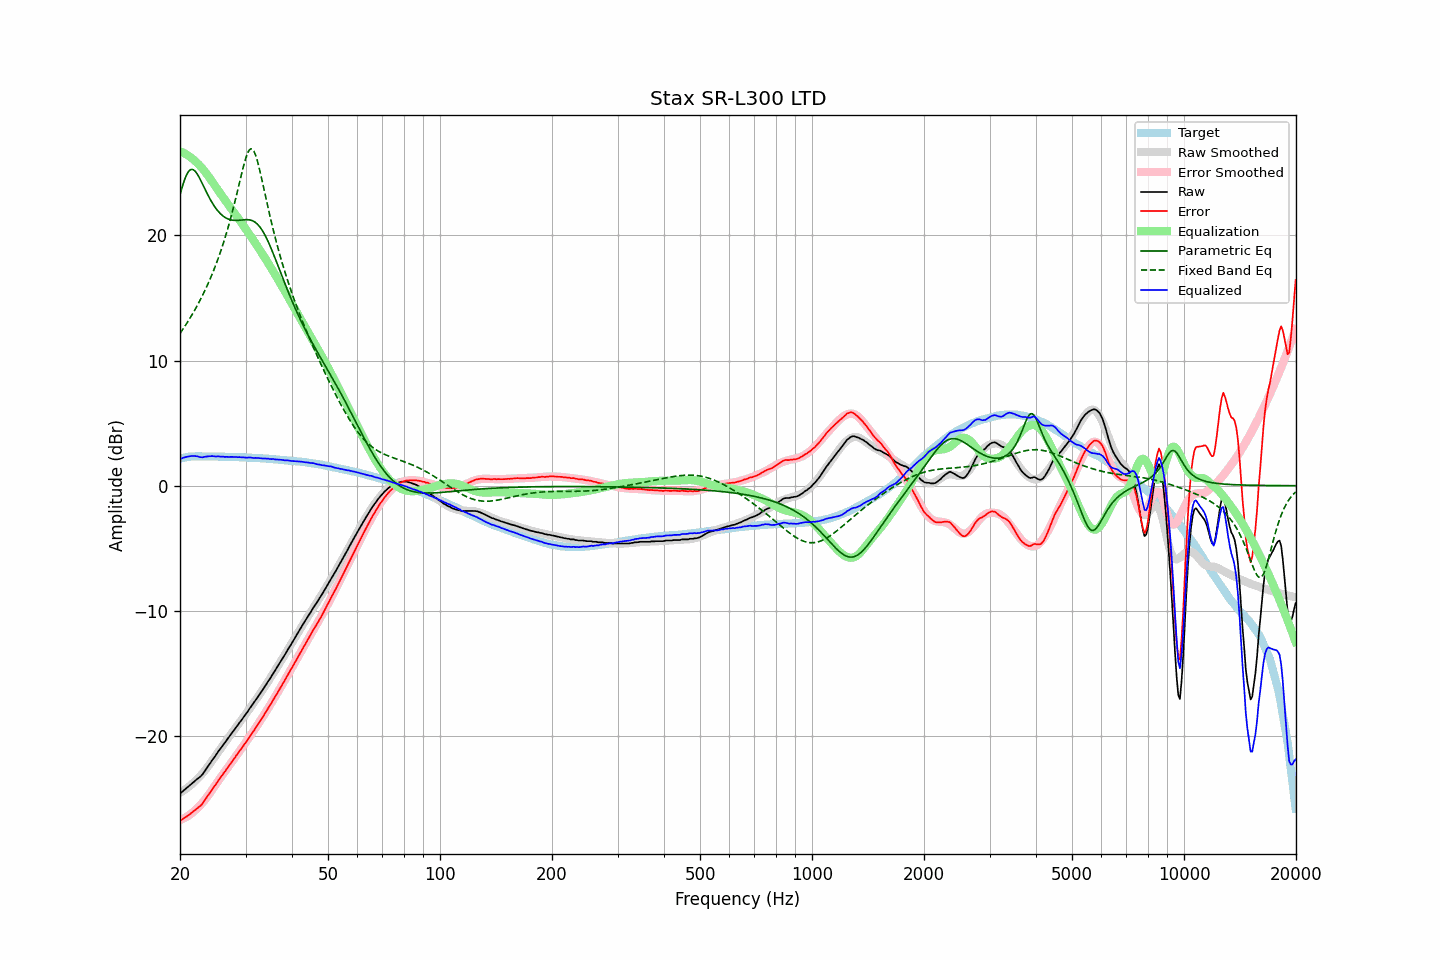 Stax SR-L300 LTD
Amplitude (dBr)
20
10
0
−10
−20
20
50
100
200
500
1000
2000
5000
10000
20000
Frequency (Hz)
Target
Raw Smoothed
Error Smoothed
Raw
Error
Equalization
Parametric Eq
Fixed Band Eq
Equalized